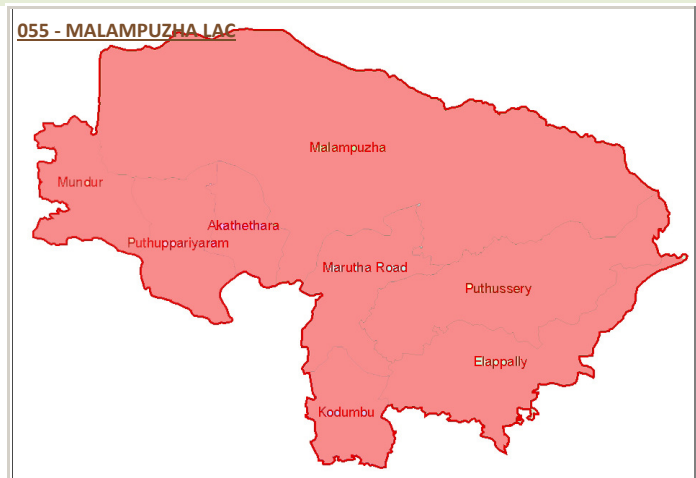 055 - MALAMPUZHA LAC
Malampuzha
Mundur
Akathethara
Puthuppariyaram
Marutha Road
Puthussery
Elappally
Kodumbu